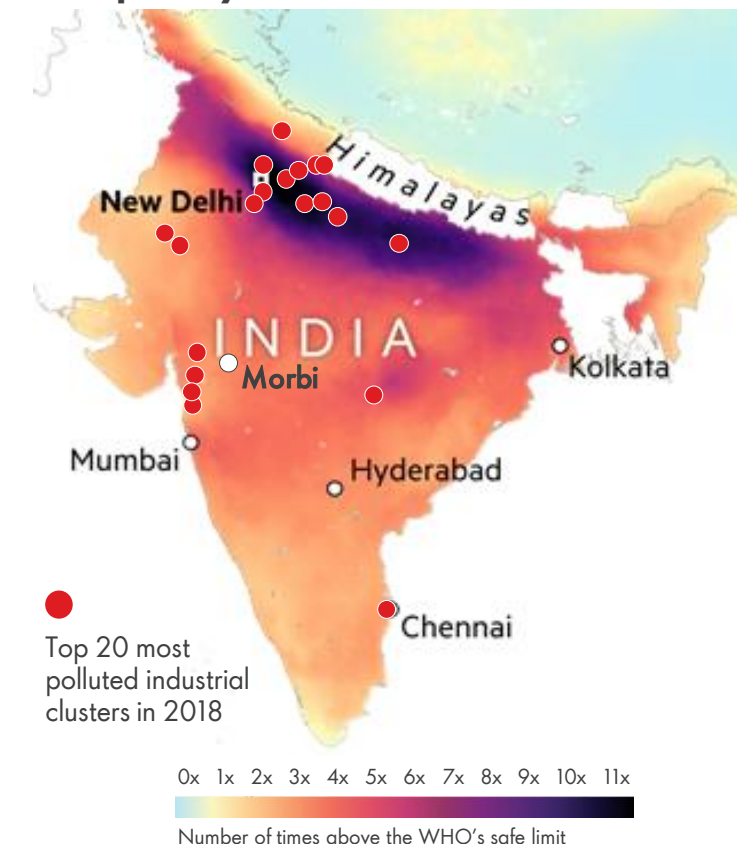 Himalayas
New Delhi
INDIA
Morbi
Kolkata
Mumbai
Hyderabad
Chennai
Top 20 most
polluted industrial
clusters in 2018
0x 1x 2x 3x 4x 5x 6x 7x 8x 9x 10x 11x
Number of times above the WHO's safe limit